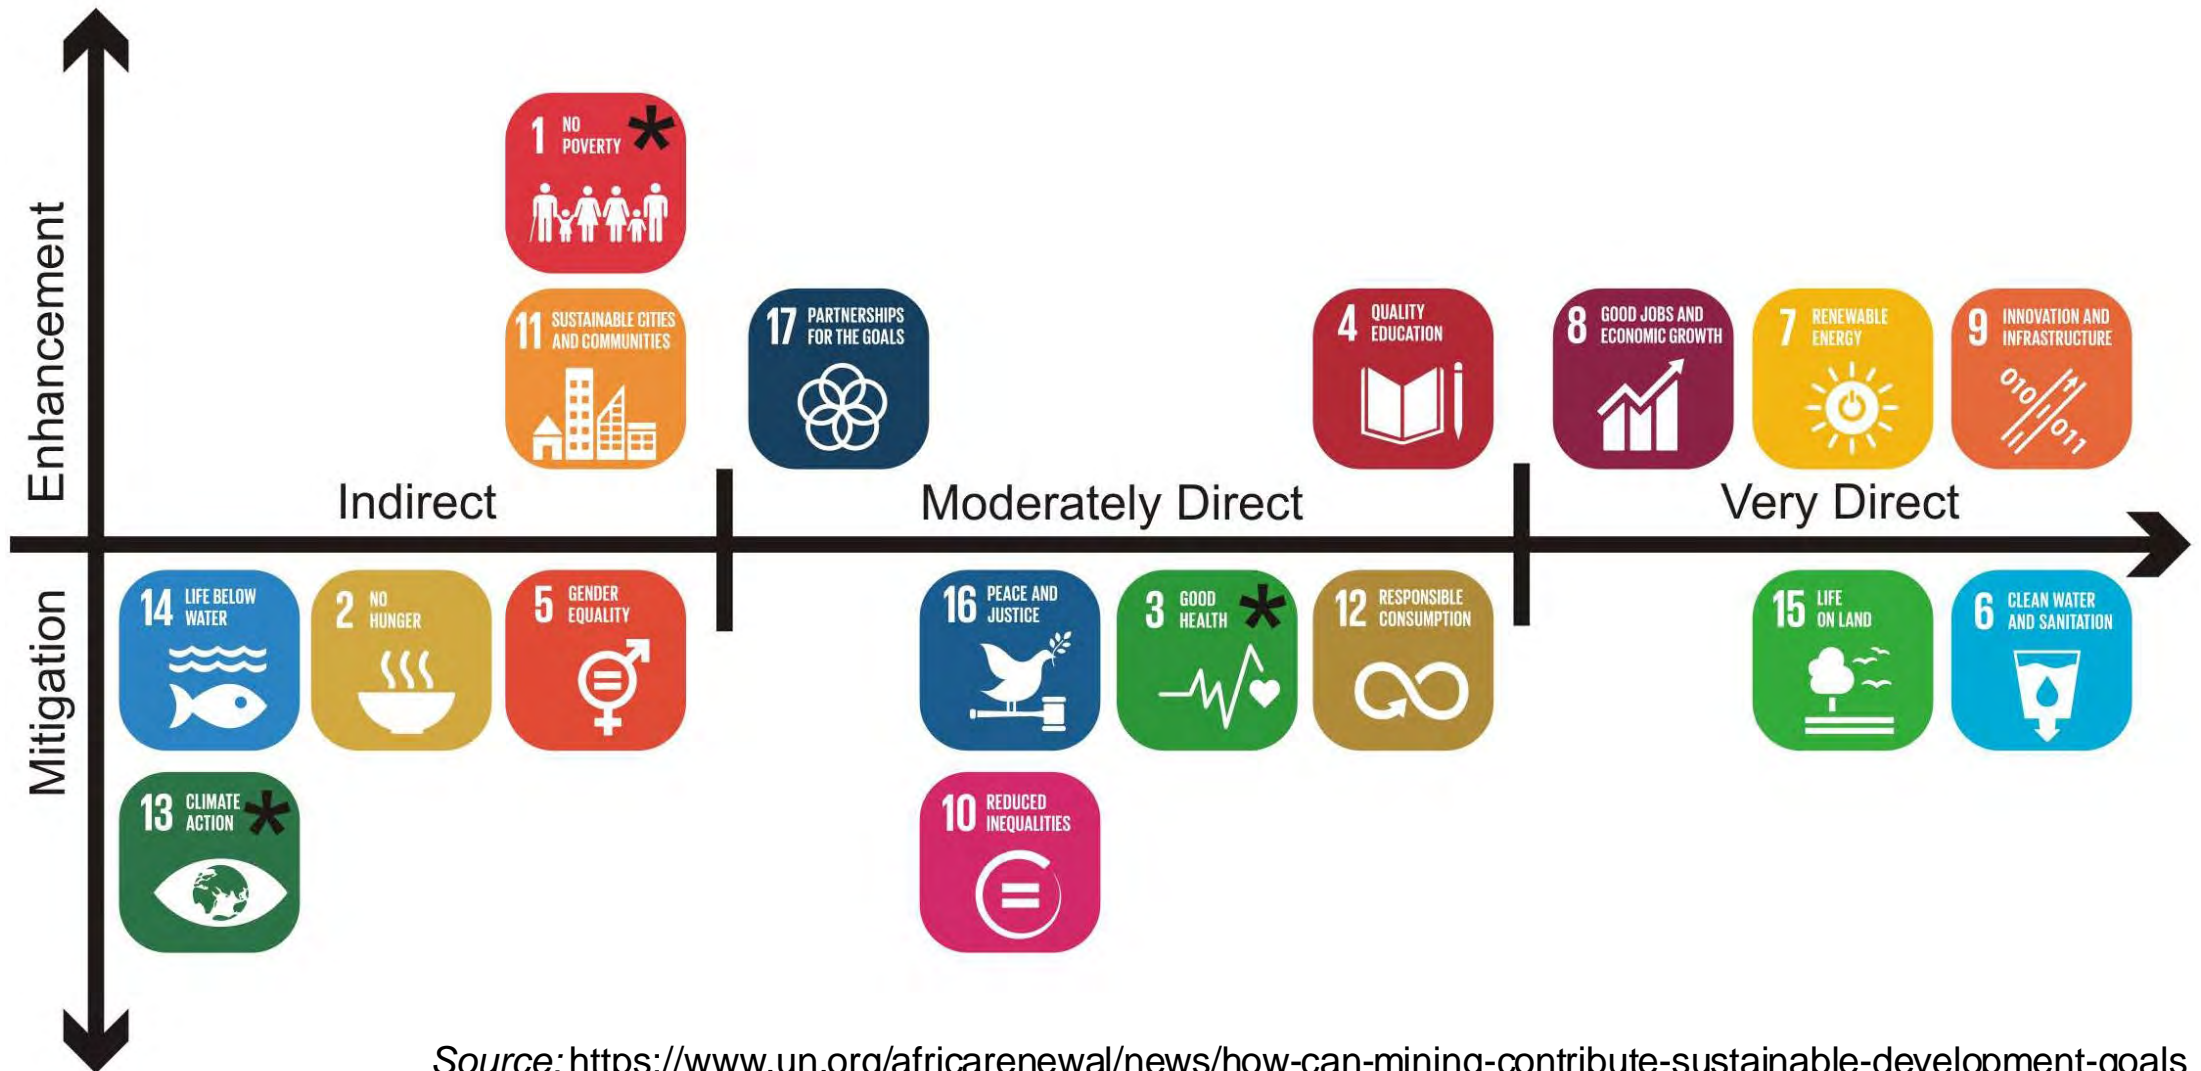 Enhancement
1 NO
POVERTY *
11 SUSTAINABLE CITIES
AND COMMUNITIES
17 PARTNERSHIPS
FOR THE GOALS
4 QUALITY
EDUCATION
8 GOOD JOBS AND
ECONOMIC GROWTH
7 RENEWABLE
ENERGY
9 INNOVATION AND
INFRASTRUCTURE
010
011
Indirect
Moderately Direct
Very Direct
Mitigation
14 LIFE BELOW
WATER
2 NO
HUNGER
5 GENDER
EQUALITY
16 PEACE AND
JUSTICE
3 GOOD
HEALTH *
12 RESPONSIBLE
CONSUMPTION
15 LIFE
ON LAND
6 CLEAN WATER
AND SANITATION
13 CLIMATE
ACTION *
10 REDUCED
INEQUALITIES
Source: https://www.un.org/africarenewal/news/how-can-mining-contribute-sustainable-development-goals